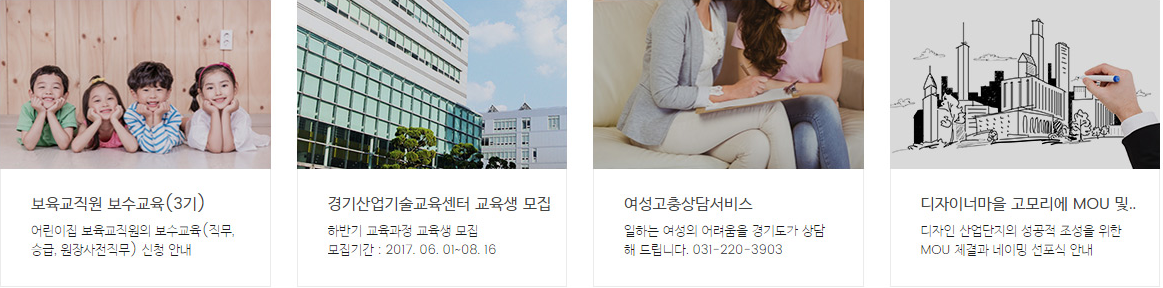 보육교직원 보수교육(3기)
어린이집 보육교직원의 보수교육(직무,
승급, 원장사전직무) 신청 안내
경기산업기술교육센터 교육생 모집
하반기 교육과정 교육생 모집
모집기간 : 2017. 06. 01~08. 16
여성고충상담서비스
일하는 여성의 어려움을 경기도가 상담
해 드립니다. 031-220-3903
디자이너마을 고모리에 MOU 및..
디자인 산업단지의 성공적 조성을 위한
MOU 체결과 네이밍 선포식 안내